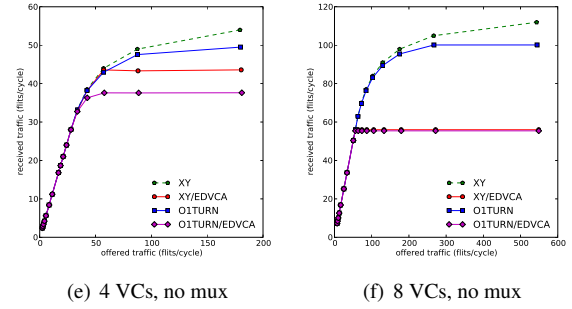 60
50
40
30
20
10
0
received traffic (flits/cycle)
XY
XY/EDVCA
O1TURN
O1TURN/EDVCA
0 50 100 150 200
offered traffic (flits/cycle)
(e) 4 VCs, no mux
120
100
80
60
40
20
0
received traffic (flits/cycle)
XY
XY/EDVCA
O1TURN
O1TURN/EDVCA
0 100 200 300 400 500 600
offered traffic (flits/cycle)
(f) 8 VCs, no mux